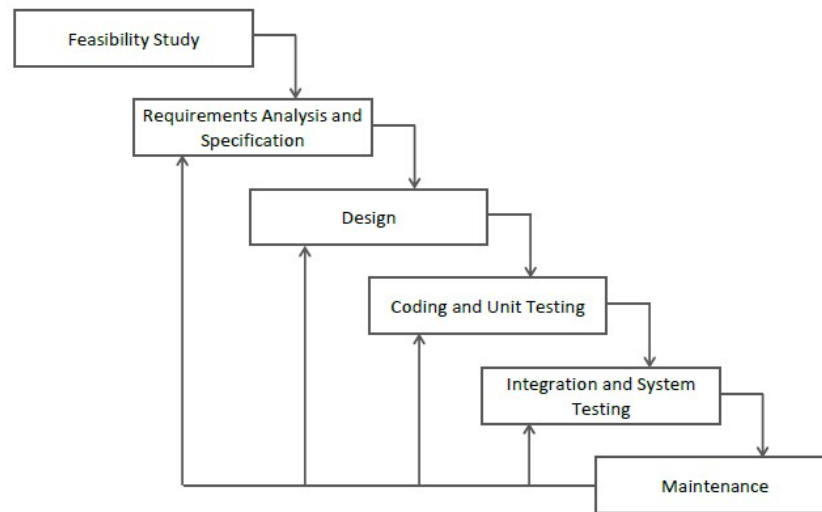 Feasibility Study
Requirements Analysis and
Specification
Design
Coding and Unit Testing
Integration and System
Testing
Maintenance